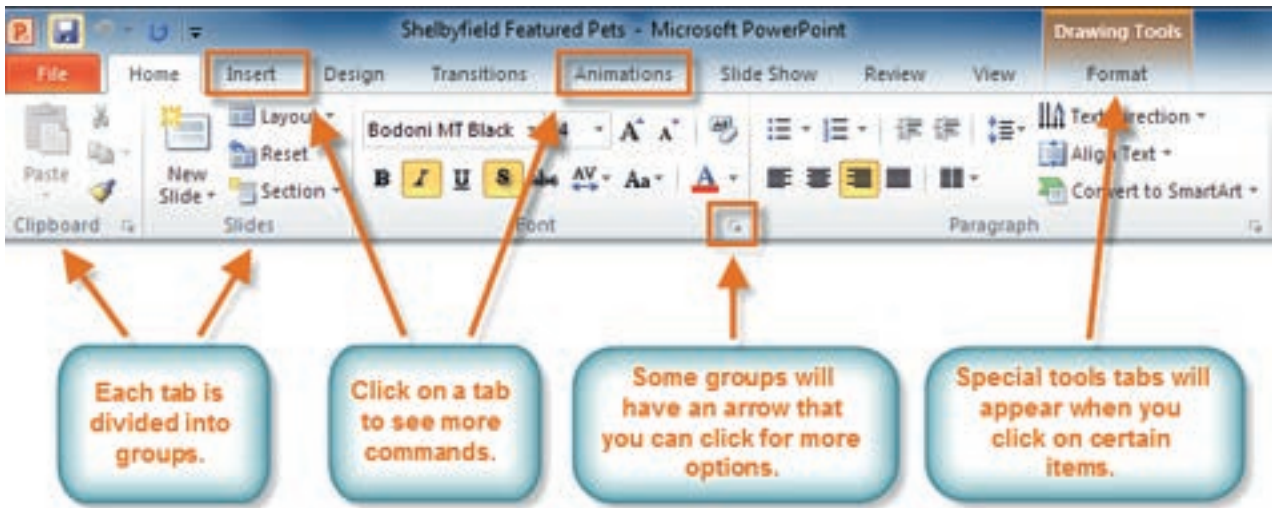 Shelbyfield Featured Pets - Microsoft PowerPoint
Drawing Tools
File Home Insert Design Transitions Animations Slide Show Review View Format
Paste
New
Slide
Layout
Reset
Section
Bodoni MT Black
B I U S abc AV Aa A
Text Direction
Align Text
Convert to SmartArt
Clipboard Slides Font Paragraph
Each tab is
divided into
groups.
Click on a tab
to see more
commands.
Some groups will
have an arrow that
you can click for more
options.
Special tools tabs will
appear when you
click on certain
items.